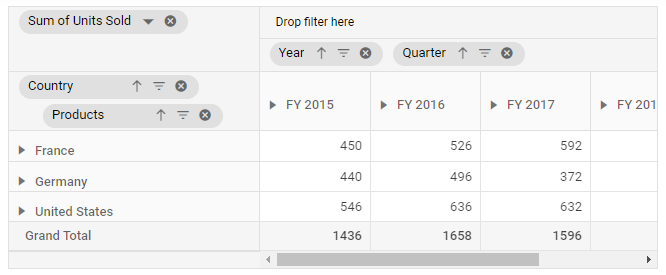 Sum of Units Sold
Drop filter here
Year Quarter
Country
Products
FY 2015 FY 2016 FY 2017 FY 201
France 450 526 592
Germany 440 496 372
United States 546 636 632
Grand Total 1436 1658 1596